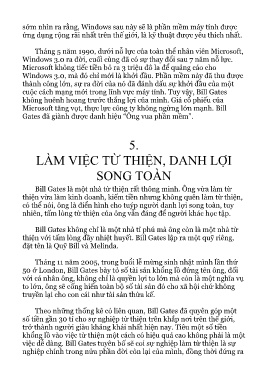 sớm nhìn ra rằng, Windows sau này sẽ là phần mềm máy tính được
ứng dụng rộng rãi nhất trên thế giới, là kỹ thuật được yêu thích nhất.
Tháng 5 năm 1990, dưới nỗ lực của toàn thể nhân viên Microsoft,
Windows 3.0 ra đời, cuối cùng đã có sự thay đổi sau 7 năm nỗ lực.
Microsoft không tiếc tiền bỏ ra 3 triệu đô la để quảng cáo cho
Windows 3.0, mà đó chỉ mới là khởi đầu. Phần mềm này đã thu được
thành công lớn, sự ra đời của nó đã đánh dấu sự khởi đầu của một
cuộc cách mạng mới trong lĩnh vực máy tính. Tuy vậy, Bill Gates
không huênh hoang trước thắng lợi của mình. Giá cổ phiếu của
Microsoft tăng vọt, thực lực công ty không ngừng lớn mạnh. Bill
Gates đã giành được danh hiệu “Ông vua phần mềm”.
5.
LÀM VIỆC TỪ THIỆN, DANH LỢI
SONG TOÀN
Bill Gates là một nhà từ thiện rất thông minh. Ông vừa làm từ
thiện vừa làm kinh doanh, kiếm tiền nhưng không quên làm từ thiện,
có thể nói, ông là điển hình cho tuýp người danh lợi song toàn, tuy
nhiên, tấm lòng từ thiện của ông vẫn đáng để người khác học tập.
Bill Gates không chỉ là một nhà tỉ phú mà ông còn là một nhà từ
thiện với tấm lòng đầy nhiệt huyết. Bill Gates lập ra một quỹ riêng,
đặt tên là Quỹ Bill và Melinda.
Tháng 11 năm 2005, trong buổi lễ mừng sinh nhật mình lần thứ
50 ở London, Bill Gates bày tỏ số tài sản khổng lồ đứng tên ông, đối
với cá nhân ông, không chỉ là quyền lợi to lớn mà còn là một nghĩa vụ
to lớn, ông sẽ cống hiến toàn bộ số tài sản đó cho xã hội chứ không
truyền lại cho con cái như tài sản thừa kế.
Theo những thống kê có liên quan, Bill Gates đã quyên góp một
số tiền gần 30 tỉ cho sự nghiệp từ thiện trên khắp nơi trên thế giới,
trở thành người giàu kháng khái nhất hiện nay. Tiêu một số tiền
khổng lồ vào việc từ thiện một cách có hiệu quả cao không phải là một
việc dễ dàng. Bill Gates tuyên bố sẽ coi sự nghiệp làm từ thiện là sự
nghiệp chính trong nửa phần đời còn lại của mình, đồng thời đứng ra